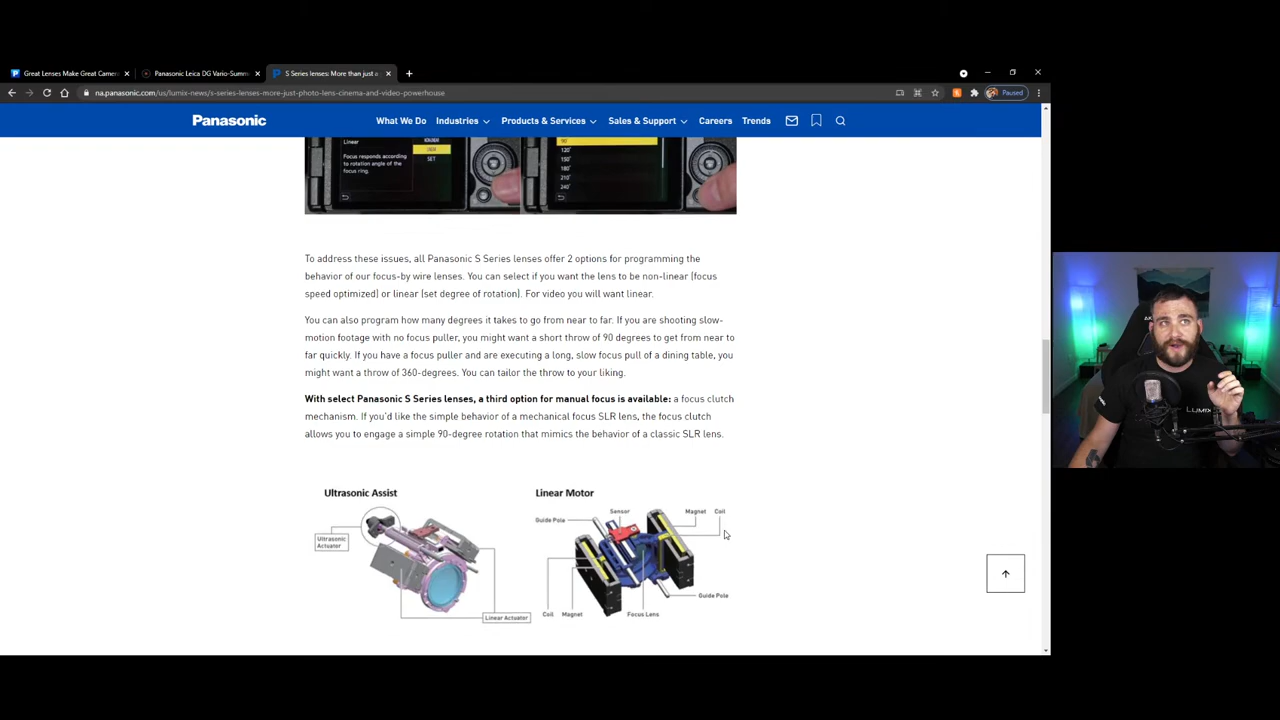 Great Lenses Make Great Camer
Panasonic Leica DG Vario-Summ
S Series lenses: More than just a
na.panasonic.com/us/lumix-news/s-series-lenses-more-just-photo-lens-cinema-and-video-powerhouse
Paused
Panasonic
What We Do
Industries
Products & Services
Sales & Support
Careers
Trends
Linear
Focus responds according
to rotation angle of the
focus ring.
SET
90°
120°
150°
180°
210°
240°
To address these issues, all Panasonic S Series lenses offer 2 options for programming the
behavior of our focus-by wire lenses. You can select if you want the lens to be non-linear (focus
speed optimized) or linear (set degree of rotation). For video you will want linear.
You can also program how many degrees it takes to go from near to far. If you are shooting slow-
motion footage with no focus puller, you might want a short throw of 90 degrees to get from near to
far quickly. If you have a focus puller and are executing a long, slow focus pull of a dining table, you
might want a throw of 360-degrees. You can tailor the throw to your liking.
With select Panasonic S Series lenses, a third option for manual focus is available: a focus clutch
mechanism. If you'd like the simple behavior of a mechanical focus SLR lens, the focus clutch
allows you to engage a simple 90-degree rotation that mimics the behavior of a classic SLR lens.
Ultrasonic Assist
Ultrasonic
Actuator
Linear Actuator
Linear Motor
Sensor
Magnet
Coil
Guide Pole
Guide Pole
Coil
Magnet
Focus Lens
LUMIX